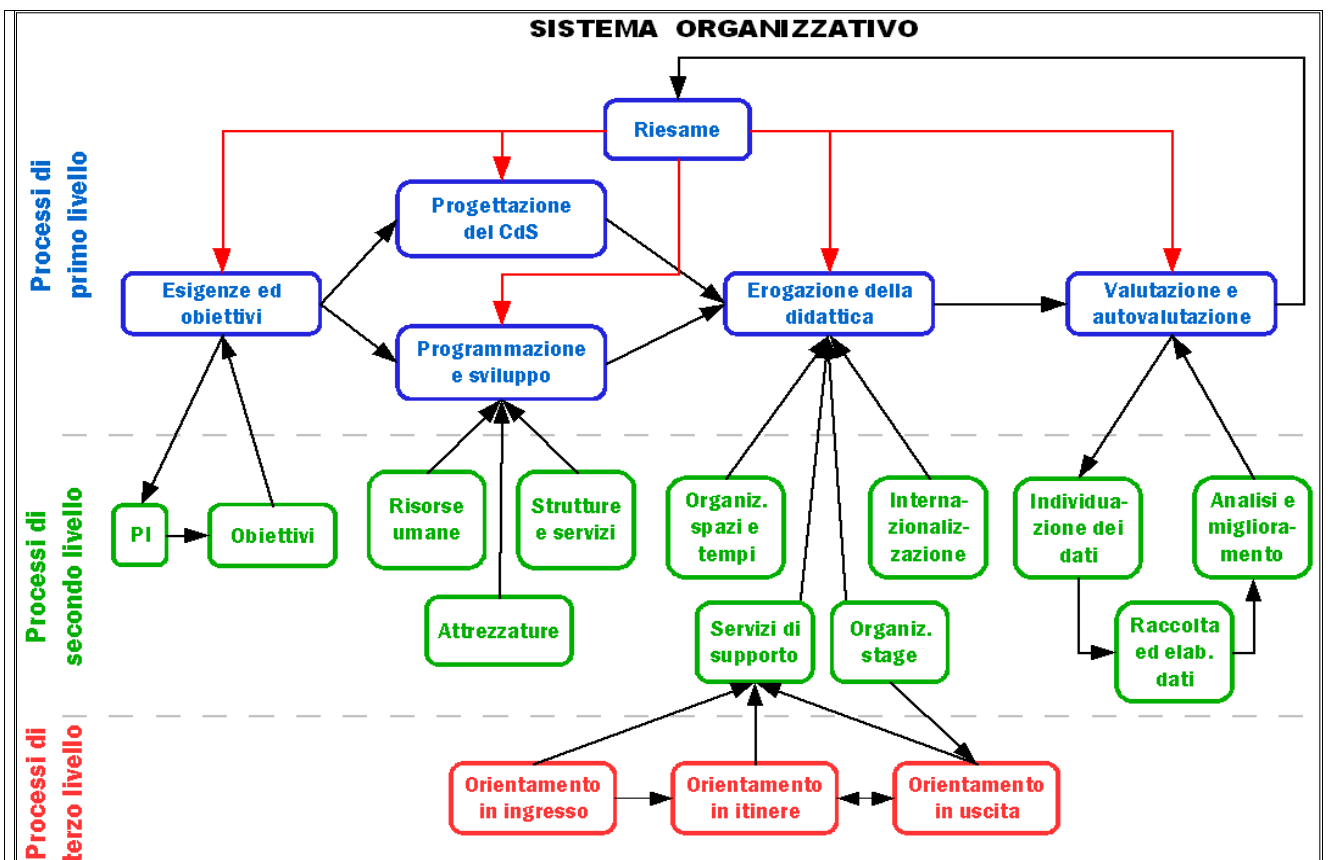 SISTEMA ORGANIZZATIVO
Processi di
primo livello
Riesame
Progettazione
del CdS
Esigenze ed
obiettivi
Erogazione della
didattica
Valutazione e
autovalutazione
Programmazione
e sviluppo
Processi di
secondo livello
PI
Obiettivi
Risorse
umane
Strutture
e servizi
Attrezzature
Organiz.
spazi e
tempi
Interna-
zionaliz-
zazione
Servizi di
supporto
Organiz.
stage
Individua-
zione dei
dati
Analisi e
migliora-
mento
Raccolta
ed elab.
dati
Processi di
terzo livello
Orientamento
in ingresso
Orientamento
in itinere
Orientamento
in uscita